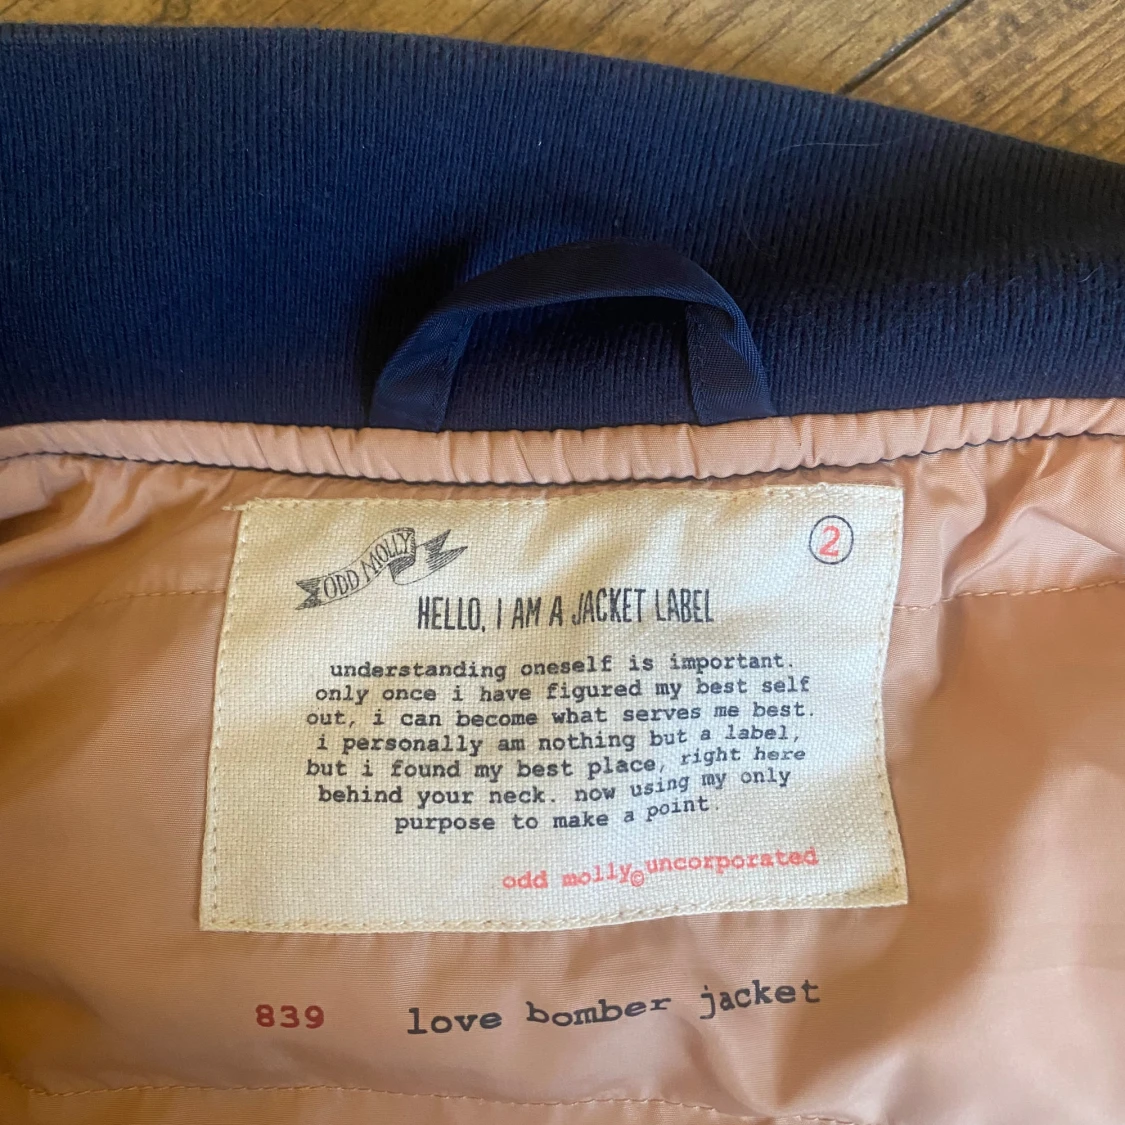 ODD MOLLY
2
HELLO, I AM A JACKET LABEL
understanding oneself is important.
only once i have figured my best self
out, i can become what serves me best.
i personally am nothing but a label,
but i found my best place, right here
behind your neck. now using my only
purpose to make a point.
odd molly©uncorporated
839 love bomber jacket